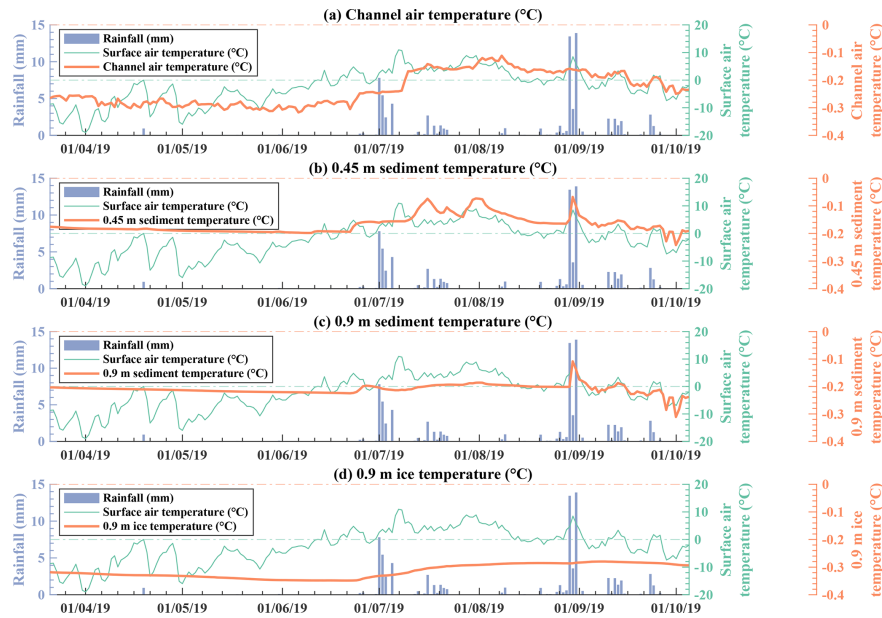 (a) Channel air temperature (°C)
Rainfall (mm)
15
10
5
0
Rainfall (mm)
Surface air temperature (°C)
Channel air temperature (°C)
01/04/19 01/05/19 01/06/19 01/07/19 01/08/19 01/09/19 01/10/19
20
10
0
-10
-20
Surface air
temperature (°C)
0
-0.1
-0.2
-0.3
-0.4
Channel air
temperature (°C)
(b) 0.45 m sediment temperature (°C)
Rainfall (mm)
15
10
5
0
Rainfall (mm)
Surface air temperature (°C)
0.45 m sediment temperature (°C)
01/04/19 01/05/19 01/06/19 01/07/19 01/08/19 01/09/19 01/10/19
20
10
0
-10
-20
Surface air
temperature (°C)
0
-0.1
-0.2
-0.3
-0.4
0.45 m sediment
temperature (°C)
(c) 0.9 m sediment temperature (°C)
Rainfall (mm)
15
10
5
0
Rainfall (mm)
Surface air temperature (°C)
0.9 m sediment temperature (°C)
01/04/19 01/05/19 01/06/19 01/07/19 01/08/19 01/09/19 01/10/19
20
10
0
-10
-20
Surface air
temperature (°C)
0
-0.1
-0.2
-0.3
-0.4
0.9 m sediment
temperature (°C)
(d) 0.9 m ice temperature (°C)
Rainfall (mm)
15
10
5
0
Rainfall (mm)
Surface air temperature (°C)
0.9 m ice temperature (°C)
01/04/19 01/05/19 01/06/19 01/07/19 01/08/19 01/09/19 01/10/19
20
10
0
-10
-20
Surface air
temperature (°C)
0
-0.1
-0.2
-0.3
-0.4
0.9 m ice
temperature (°C)